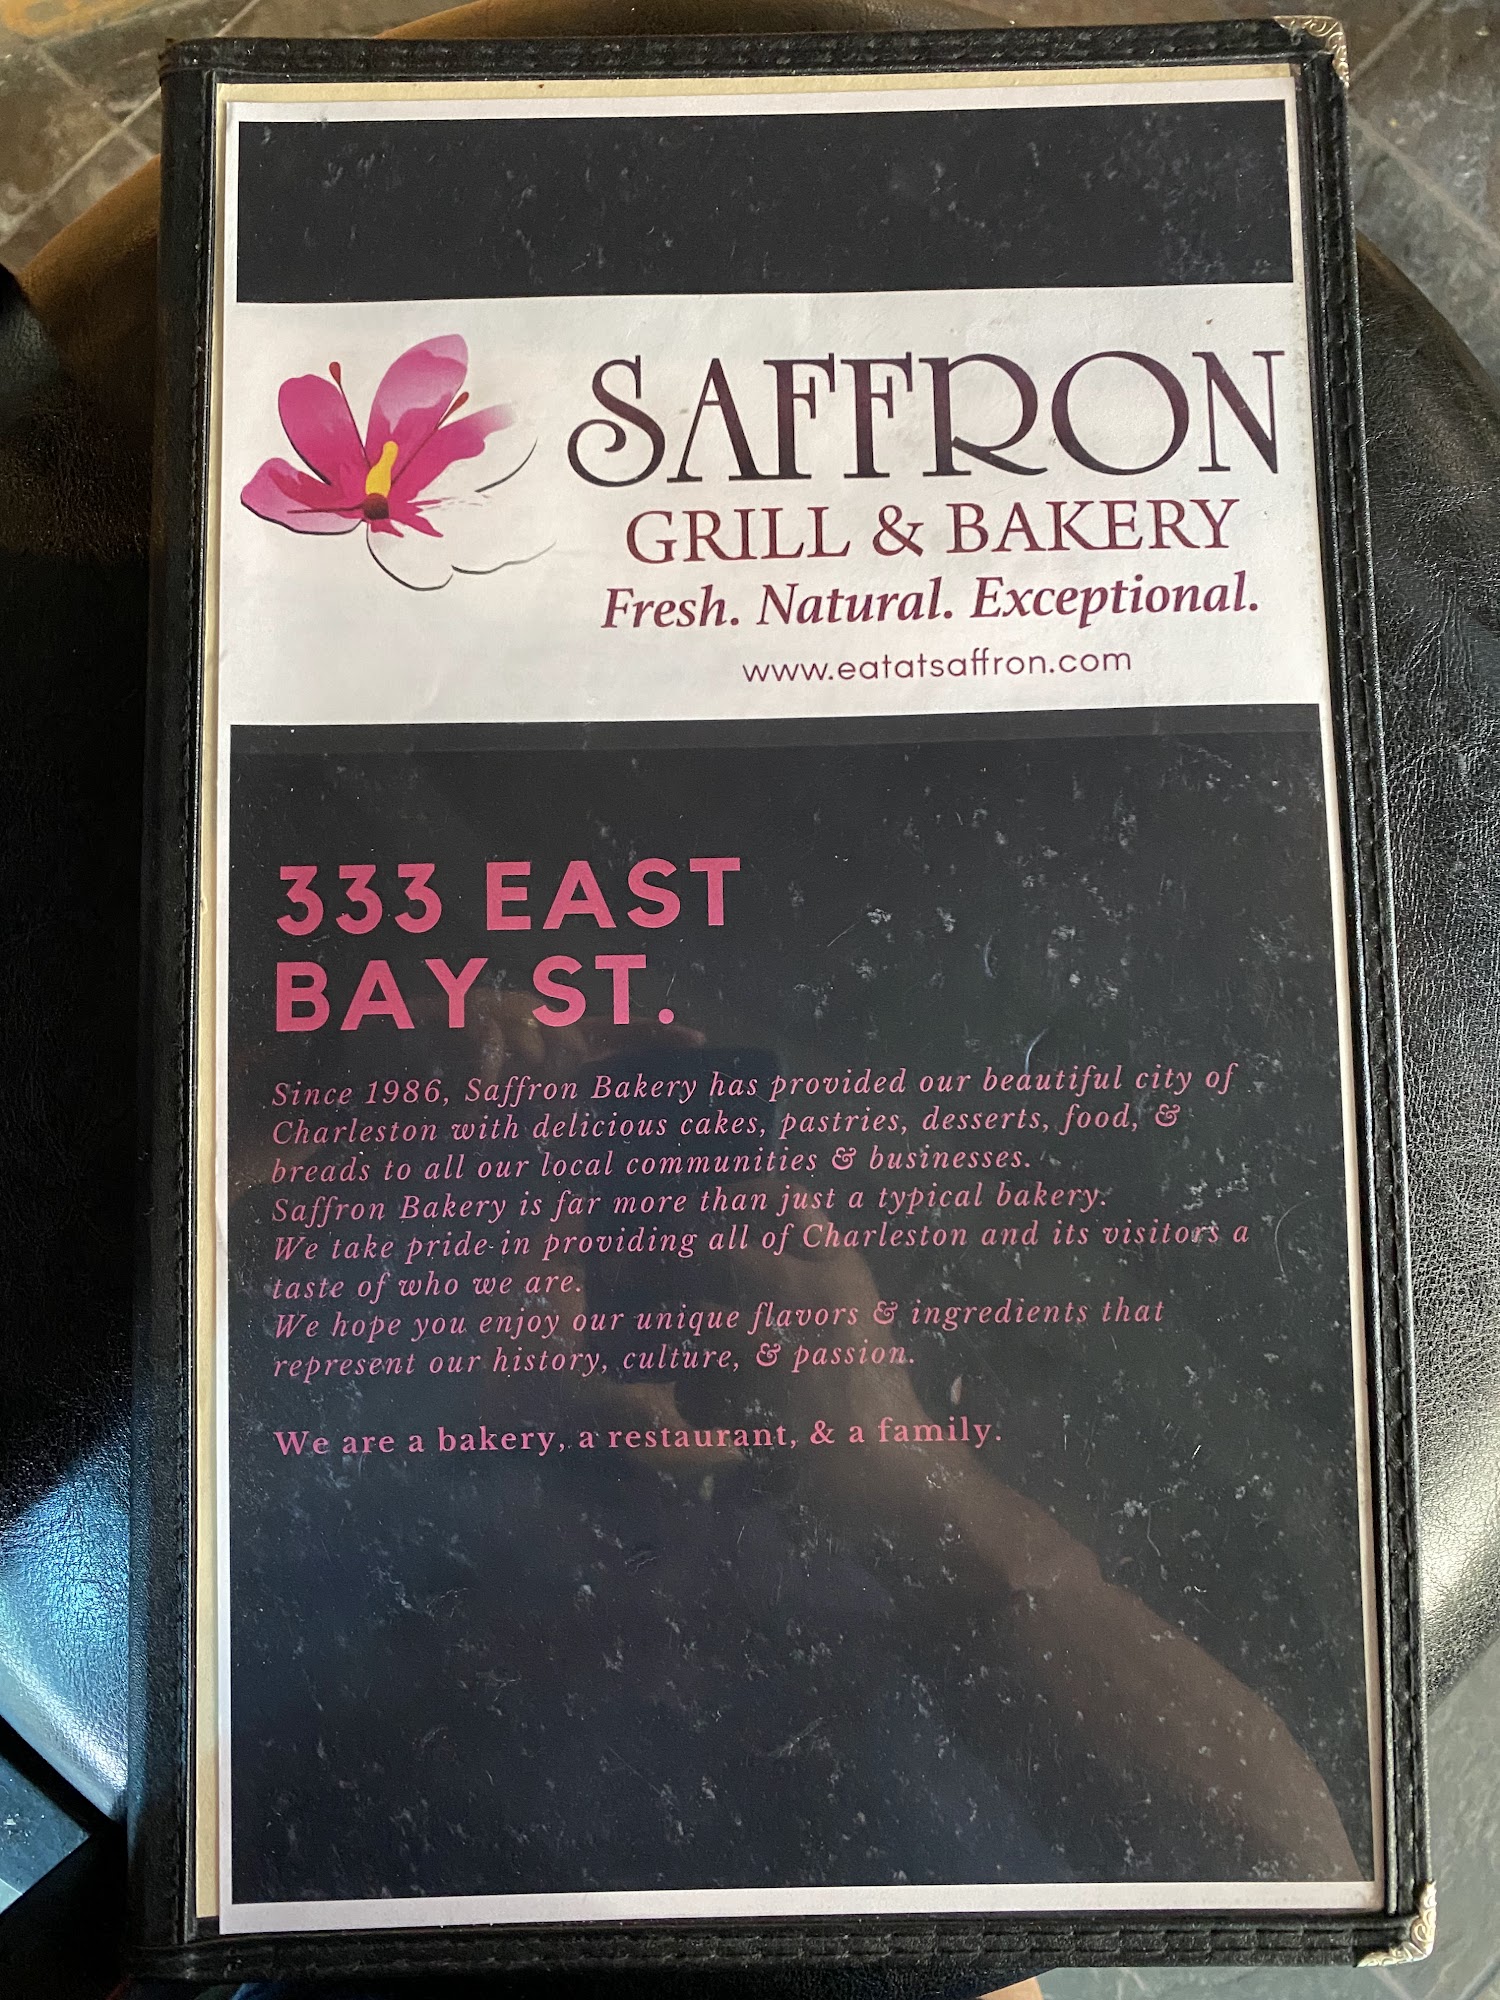 SAFFRON
GRILL & BAKERY
Fresh. Natural. Exceptional.
www.eatatsaffron.com
333 EAST
BAY ST.
Since 1986, Saffron Bakery has provided our beautiful city of
Charleston with delicious cakes, pastries, desserts, food, &
breads to all our local communities & businesses.
Saffron Bakery is far more than just a typical bakery.
We take pride in providing all of Charleston and its visitors a
taste of who we are.
We hope you enjoy our unique flavors & ingredients that
represent our history, culture, & passion.
We are a bakery, a restaurant, & a family.